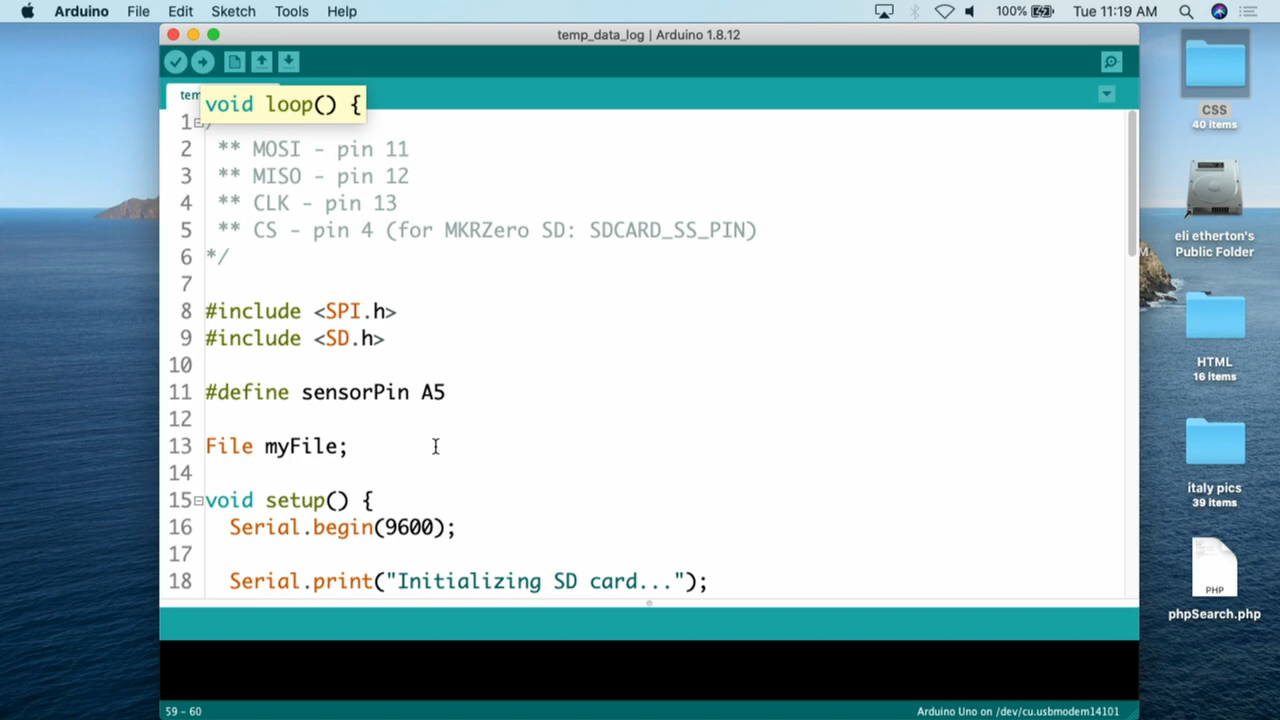 Arduino File Edit Sketch Tools Help 100% Tue 11:19 AM
temp_data_log | Arduino 1.8.12
void loop() {
1
2 ** MOSI - pin 11
3 ** MISO - pin 12
4 ** CLK - pin 13
5 ** CS - pin 4 (for MKRZero SD: SDCARD_SS_PIN)
6 */
7
8 #include <SPI.h>
9 #include <SD.h>
10
11 #define sensorPin A5
12
13 File myFile;
14
15 void setup() {
16 Serial.begin(9600);
17
18 Serial.print("Initializing SD card...");
59 - 60
Arduino Uno on /dev/cu.usbmodem14101
CSS
40 items
eli etherton's
Public Folder
HTML
16 items
italy pics
39 items
PHP
phpSearch.php